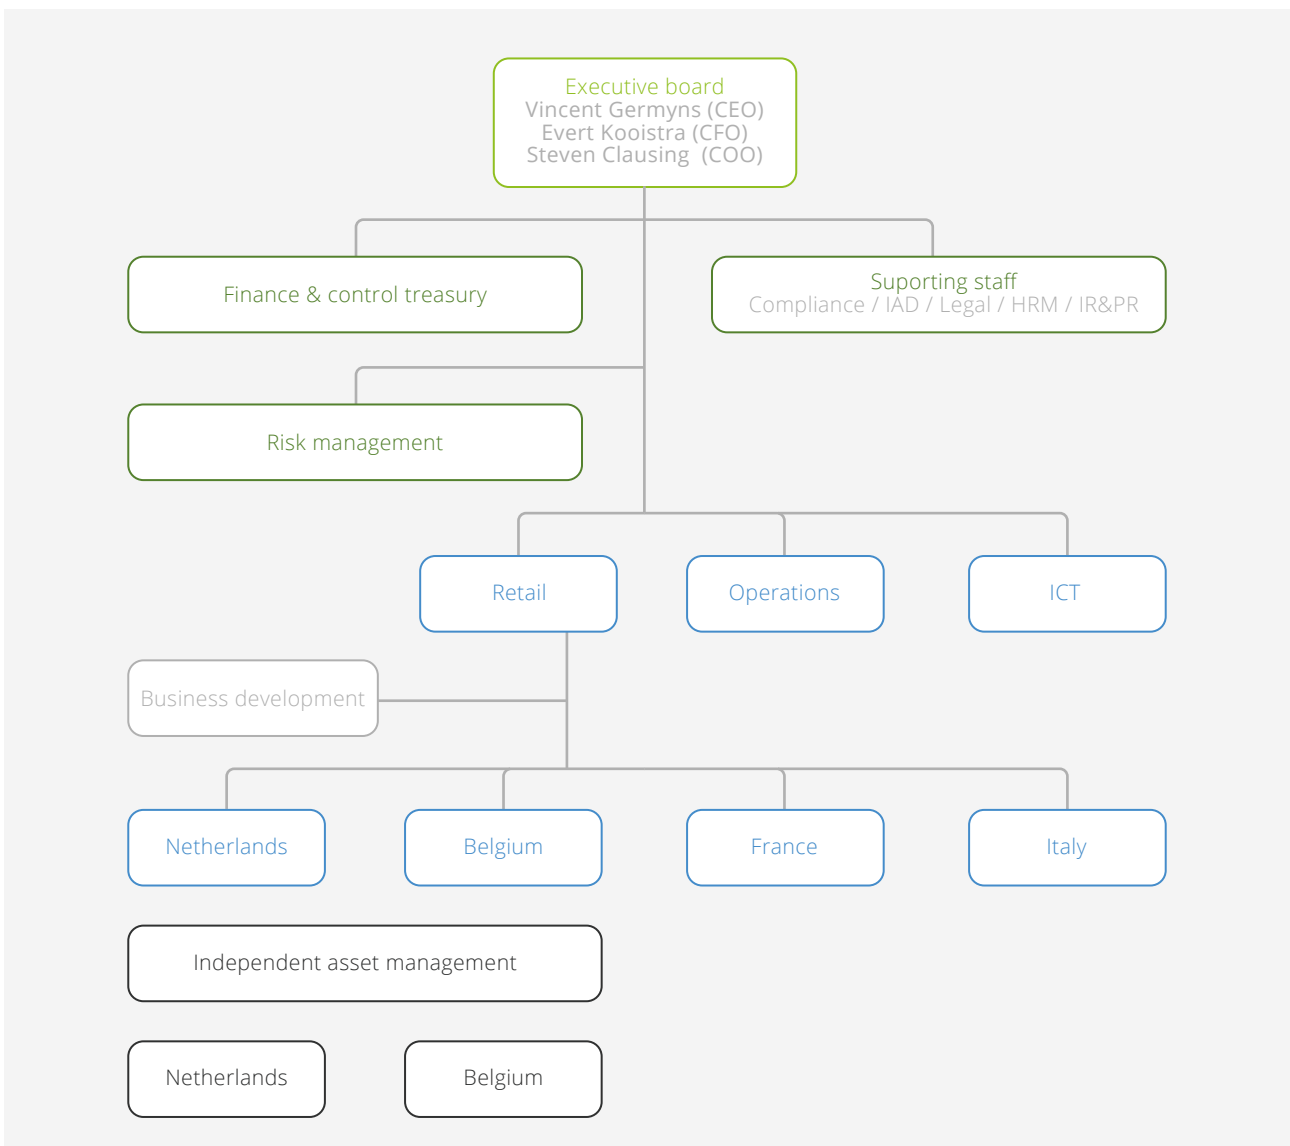 Executive board
Vincent Germyns (CEO)
Evert Kooistra (CFO)
Steven Clausing (COO)
Finance & control treasury
Suporting staff
Compliance / IAD / Legal / HRM / IR&PR
Risk management
Retail
Operations
ICT
Business development
Netherlands
Belgium
France
Italy
Independent asset management
Netherlands
Belgium